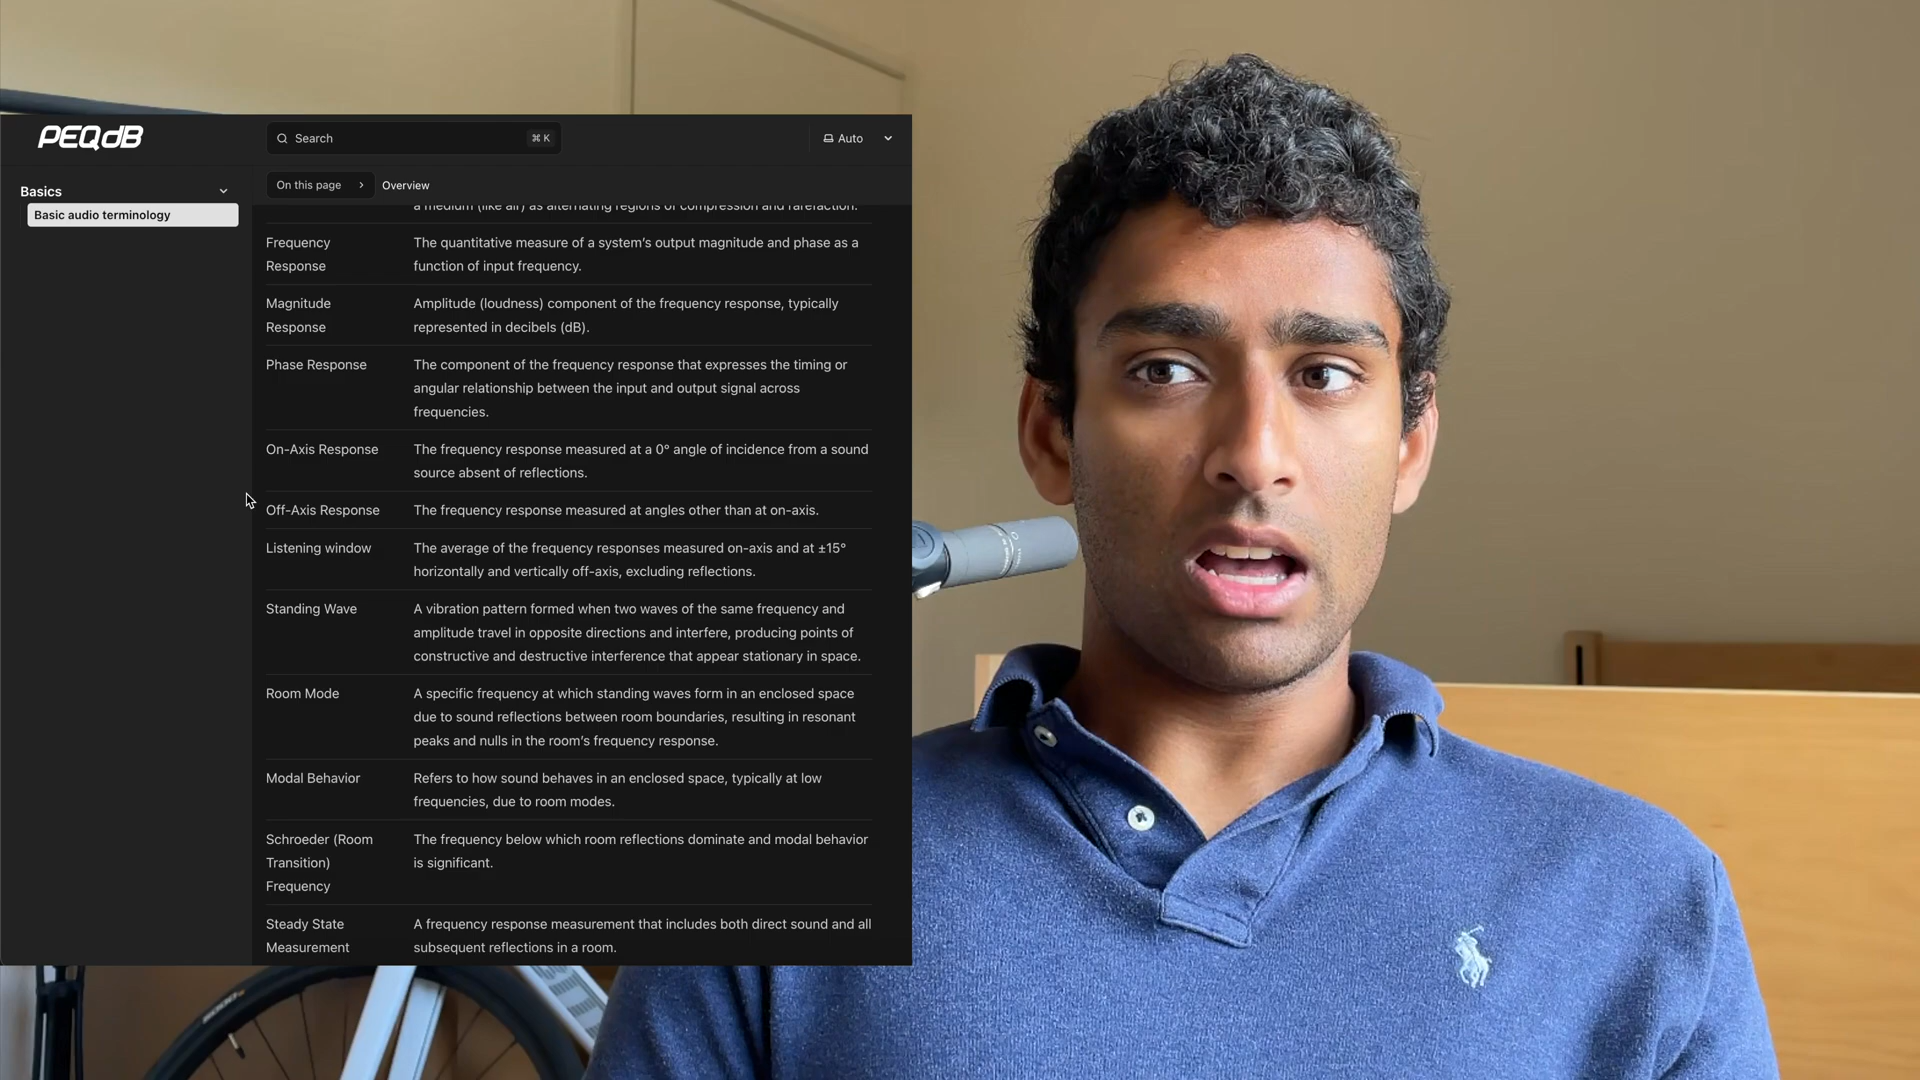 PEQdB
Search
⌘ K
Auto
Basics
Basic audio terminology
On this page
Overview
a medium (like air) as alternating regions of compression and rarefaction.
Frequency
Response
The quantitative measure of a system’s output magnitude and phase as a
function of input frequency.
Magnitude
Response
Amplitude (loudness) component of the frequency response, typically
represented in decibels (dB).
Phase Response
The component of the frequency response that expresses the timing or
angular relationship between the input and output signal across
frequencies.
On-Axis Response
The frequency response measured at a 0° angle of incidence from a sound
source absent of reflections.
Off-Axis Response
The frequency response measured at angles other than at on-axis.
Listening window
The average of the frequency responses measured on-axis and at ±15°
horizontally and vertically off-axis, excluding reflections.
Standing Wave
A vibration pattern formed when two waves of the same frequency and
amplitude travel in opposite directions and interfere, producing points of
constructive and destructive interference that appear stationary in space.
Room Mode
A specific frequency at which standing waves form in an enclosed space
due to sound reflections between room boundaries, resulting in resonant
peaks and nulls in the room’s frequency response.
Modal Behavior
Refers to how sound behaves in an enclosed space, typically at low
frequencies, due to room modes.
Schroeder (Room
Transition)
Frequency
The frequency below which room reflections dominate and modal behavior
is significant.
Steady State
Measurement
A frequency response measurement that includes both direct sound and all
subsequent reflections in a room.